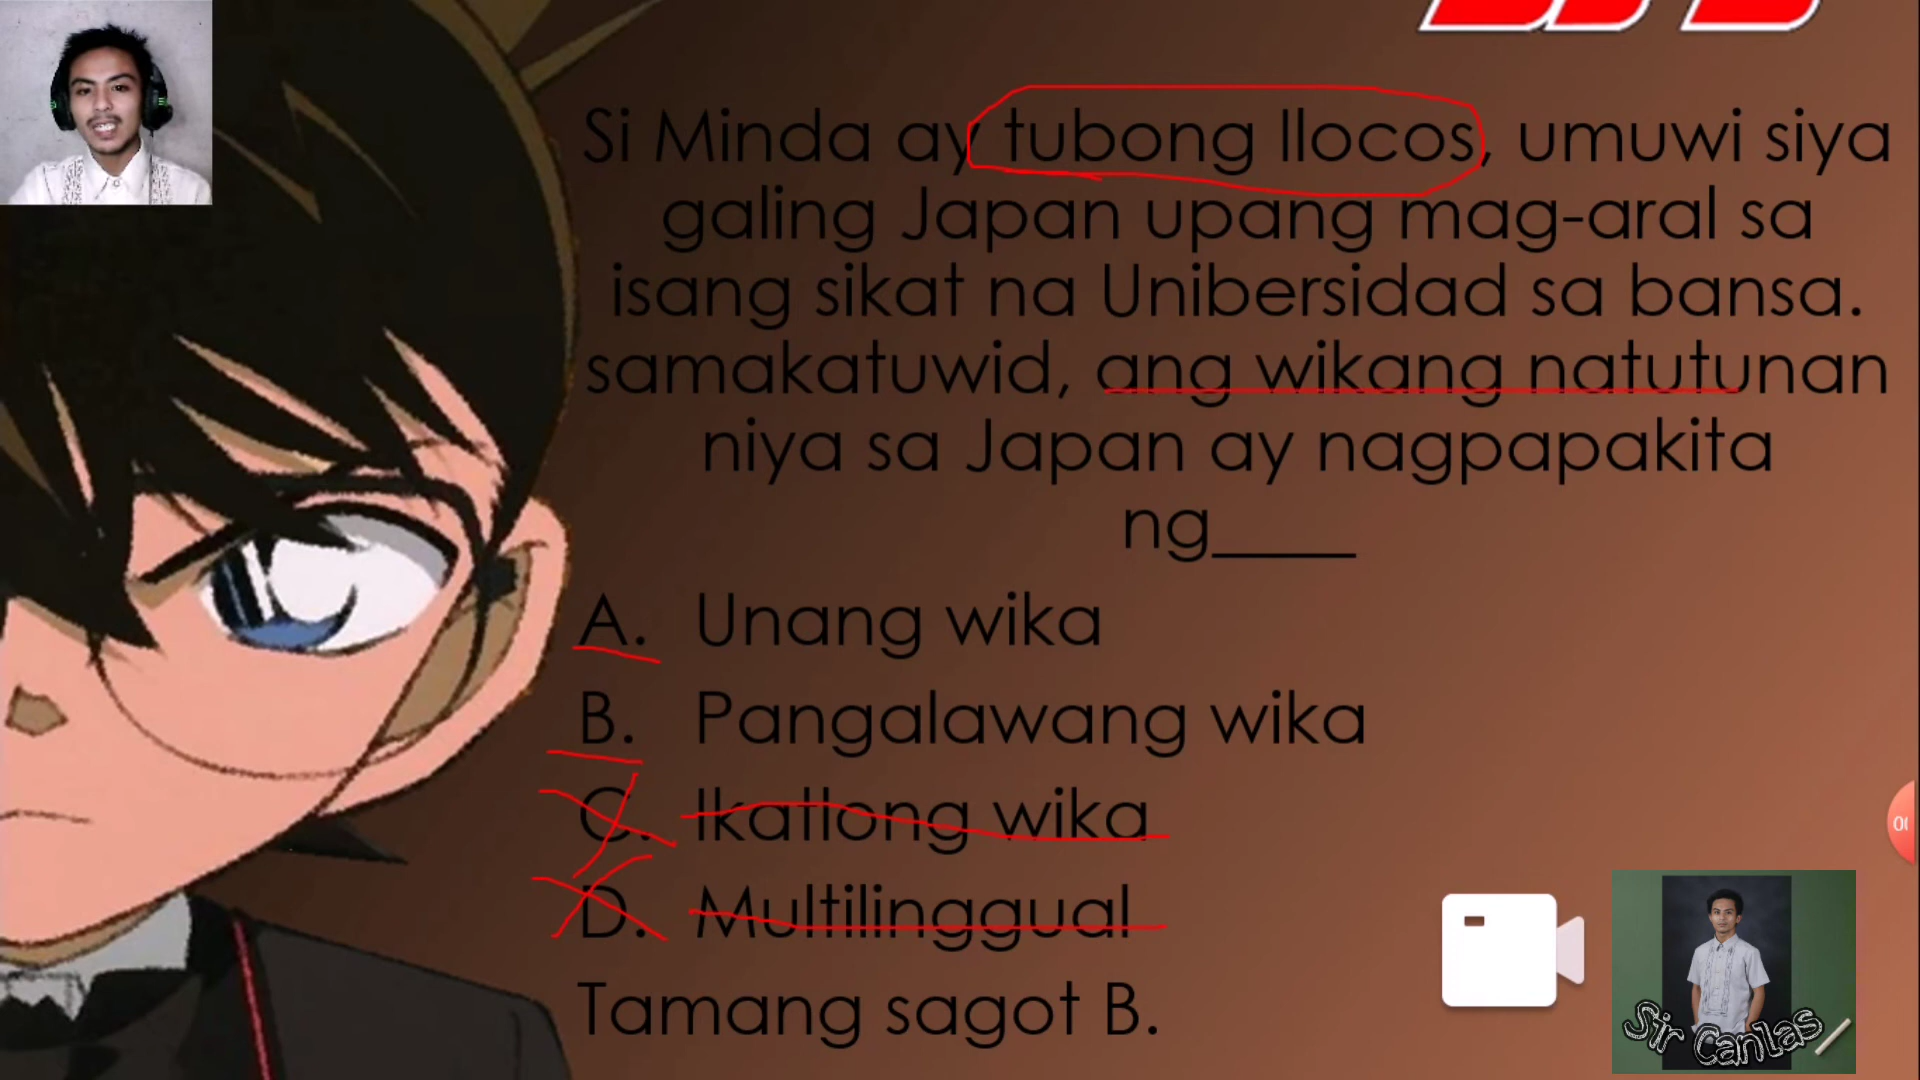 Si Minda ay tubong Ilocos, umuwi siya
galing Japan upang mag-aral sa
isang sikat na Unibersidad sa bansa.
samakatuwid, ang wikang natutunan
niya sa Japan ay nagpapakita
ng____
A. Unang wika
B. Pangalawang wika
C. Ikatlong wika
D. Multilinggual
Tamang sagot B.
Sir Canlas